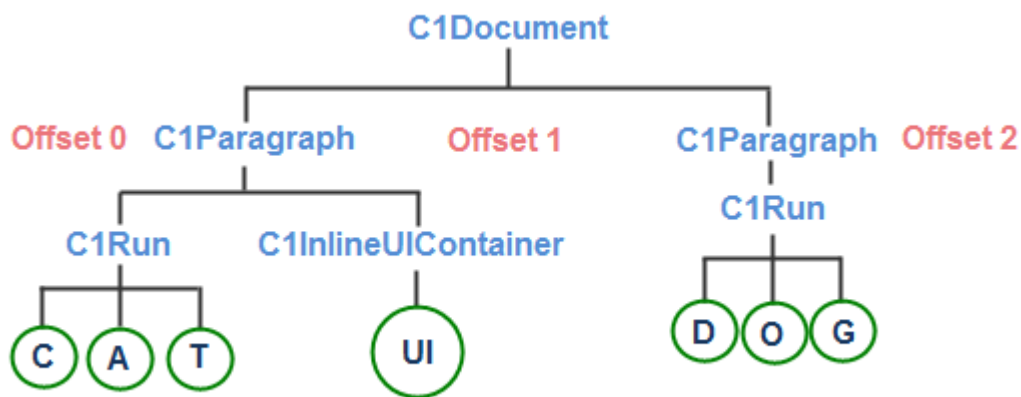 C1Document
Offset 0 C1Paragraph Offset 1 C1Paragraph Offset 2
C1Run C1InlineUIContainer C1Run
C A T UI D O G